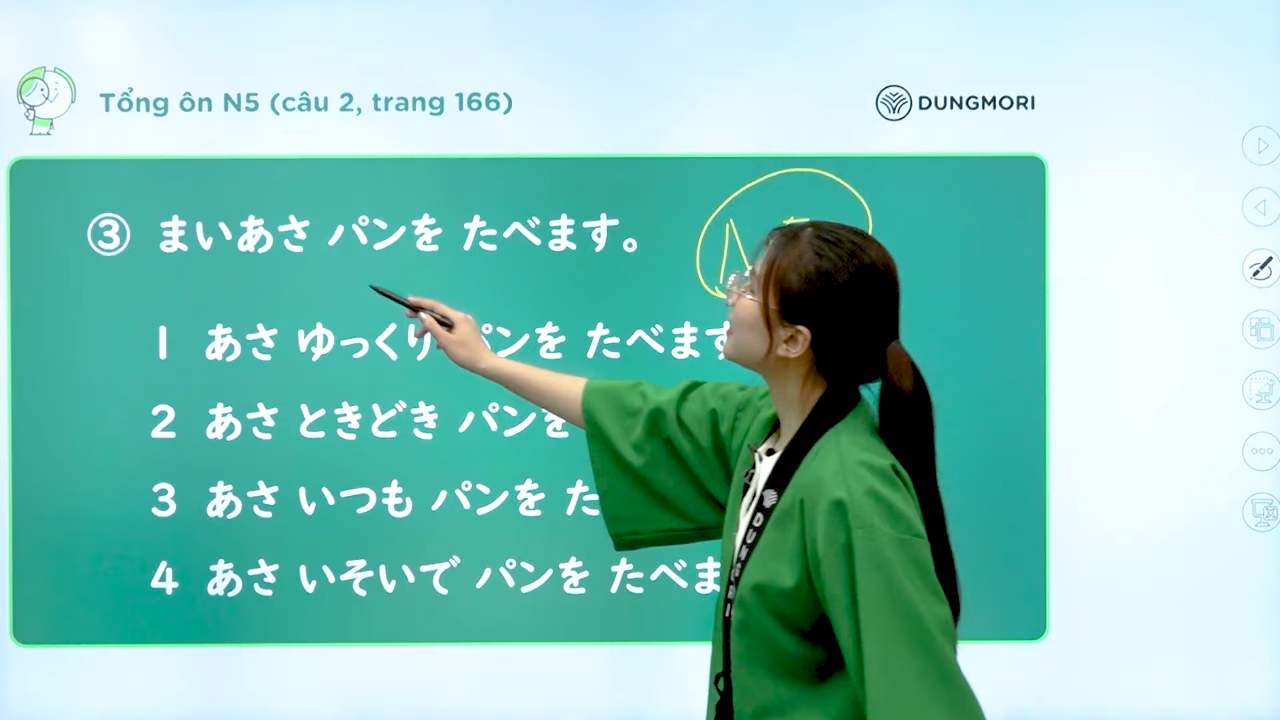 Tổng ôn N5 (câu 2, trang 166)
DUNGMORI
③ まいあさ パンを たべます。
1 あさ ゆっくり パンを たべます
2 あさ ときどき パンを
3 あさ いつも パンを た
4 あさ いそいで パンを たべま